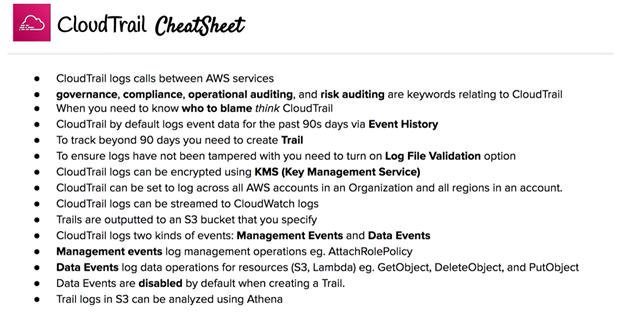 CloudTrail CheatSheet
● CloudTrail logs calls between AWS services
● governance, compliance, operational auditing, and risk auditing are keywords relating to CloudTrail
● When you need to know who to blame think CloudTrail
● CloudTrail by default logs event data for the past 90s days via Event History
● To track beyond 90 days you need to create Trail
● To ensure logs have not been tampered with you need to turn on Log File Validation option
● CloudTrail logs can be encrypted using KMS (Key Management Service)
● CloudTrail can be set to log across all AWS accounts in an Organization and all regions in an account.
● CloudTrail logs can be streamed to CloudWatch logs
● Trails are outputted to an S3 bucket that you specify
● CloudTrail logs two kinds of events: Management Events and Data Events
● Management events log management operations eg. AttachRolePolicy
● Data Events log data operations for resources (S3, Lambda) eg. GetObject, DeleteObject, and PutObject
● Data Events are disabled by default when creating a Trail.
● Trail logs in S3 can be analyzed using Athena